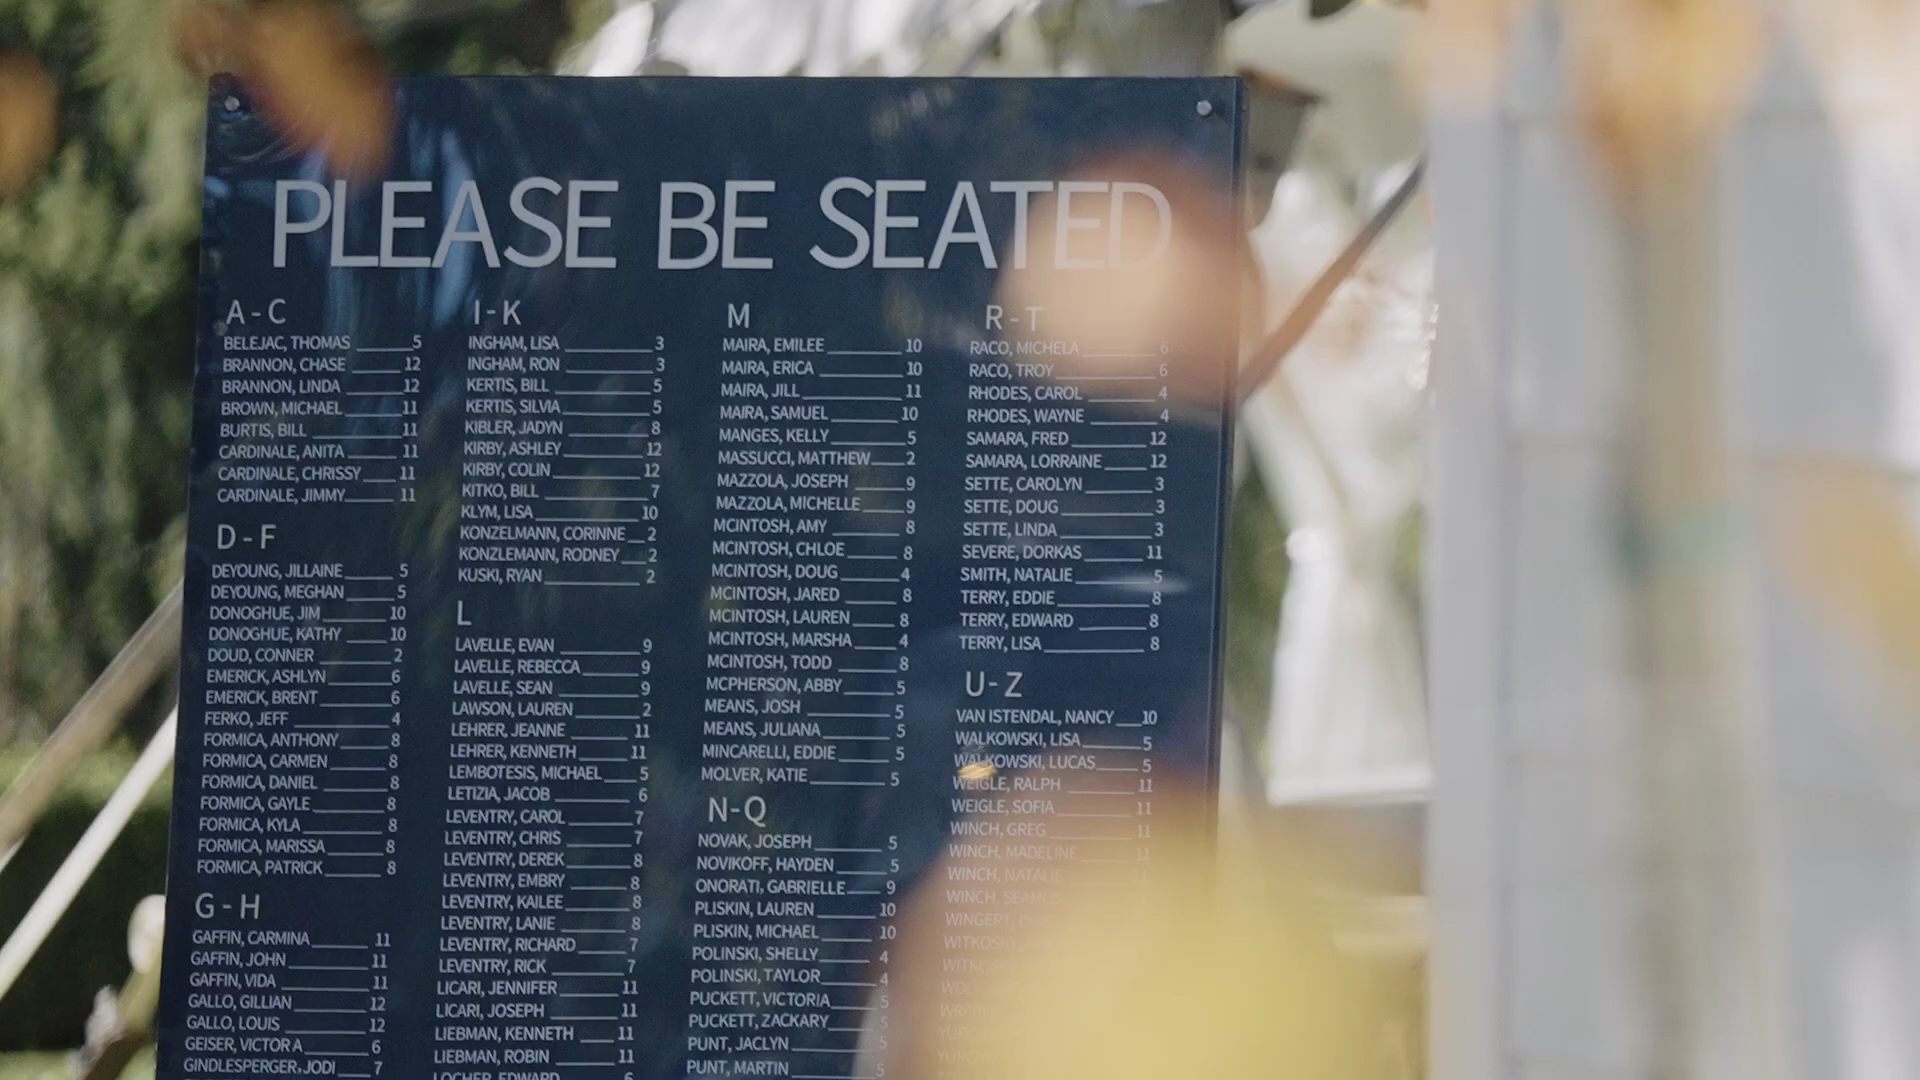 PLEASE BE SEATED
A-C
BELEJAC, THOMAS 5
BRANNON, CHASE 12
BRANNON, LINDA 12
BROWN, MICHAEL 11
BURTIS, BILL 11
CARDINALE, ANITA 11
CARDINALE, CHRISSY 11
CARDINALE, JIMMY 11
D-F
DEYOUNG, JILLAINE 5
DEYOUNG, MEGHAN 5
DONOGHUE, JIM 10
DONOGHUE, KATHY 10
DOUD, CONNER 2
EMERICK, ASHLYN 6
EMERICK, BRENT 6
FERKO, JEFF 4
FORMICA, ANTHONY 8
FORMICA, CARMEN 8
FORMICA, DANIEL 8
FORMICA, GAYLE 8
FORMICA, KYLA 8
FORMICA, MARISSA 8
FORMICA, PATRICK 8
G-H
GAFFIN, CARMINA 11
GAFFIN, JOHN 11
GAFFIN, VIDA 11
GALLO, GILLIAN 12
GALLO, LOUIS 12
GEISER, VICTORA 6
GINDLESPERGER, JODI 7
I-K
INGHAM, LISA 3
INGHAM, RON 3
KERTIS, BILL 5
KERTIS, SILVIA 5
KIBLER, JADYN 8
KIRBY, ASHLEY 12
KIRBY, COLIN 12
KITKO, BILL 7
KLYM, LISA 10
KONZELMANN, CORINNE 2
KONZLEMANN, RODNEY 2
KUSKI, RYAN 2
L
LAVELLE, EVAN 9
LAVELLE, REBECCA 9
LAVELLE, SEAN 9
LAWSON, LAUREN 2
LEHRER, JEANNE 11
LEHRER, KENNETH 11
LEMBOTESIS, MICHAEL 5
LETIZIA, JACOB 6
LEVENTRY, CAROL 7
LEVENTRY, CHRIS 7
LEVENTRY, DEREK 8
LEVENTRY, EMBRY 8
LEVENTRY, KAILEE 8
LEVENTRY, LANIE 8
LEVENTRY, RICHARD 7
LEVENTRY, RICK 7
LICARI, JENNIFER 11
LICARI, JOSEPH 11
LIEBMAN, KENNETH 11
LIEBMAN, ROBIN 11
LOCHER, EDWARD 6
M
MAIRA, EMILEE 10
MAIRA, ERICA 10
MAIRA, JILL 11
MAIRA, SAMUEL 10
MANGES, KELLY 5
MASSUCCI, MATTHEW 2
MAZZOLA, JOSEPH 9
MAZZOLA, MICHELLE 9
MCINTOSH, AMY 8
MCINTOSH, CHLOE 8
MCINTOSH, DOUG 4
MCINTOSH, JARED 8
MCINTOSH, LAUREN 8
MCINTOSH, MARSHA 4
MCINTOSH, TODD 8
MCPHERSON, ABBY 5
MEANS, JOSH 5
MEANS, JULIANA 5
MINCARELLI, EDDIE 5
MOLVER, KATIE 5
N-Q
NOVAK, JOSEPH 5
NOVIKOFF, HAYDEN 5
ONORATI, GABRIELLE 9
PLISKIN, LAUREN 10
PLISKIN, MICHAEL 10
POLINSKI, SHELLY 4
POLINSKI, TAYLOR 4
PUCKETT, VICTORIA 5
PUCKETT, ZACKARY 5
PUNT, JACLYN 5
PUNT, MARTIN 5
R-T
RACO, MICHELA 6
RACO, TROY 6
RHODES, CAROL 4
RHODES, WAYNE 4
SAMARA, FRED 12
SAMARA, LORRAINE 12
SETTE, CAROLYN 3
SETTE, DOUG 3
SETTE, LINDA 3
SEVERE, DORKAS 11
SMITH, NATALIE 5
TERRY, EDDIE 8
TERRY, EDWARD 8
TERRY, LISA 8
U-Z
VAN ISTENDAL, NANCY 10
WALKOWSKI, LISA 5
WALKOWSKI, LUCAS 5
WEIGLE, RALPH 11
WEIGLE, SOFIA 11
WINCH, GREG 11
WINCH, MADELINE 11
WINCH, NATALIE
WINCH, SEAMUS
WINGERT,
WITKOSKY